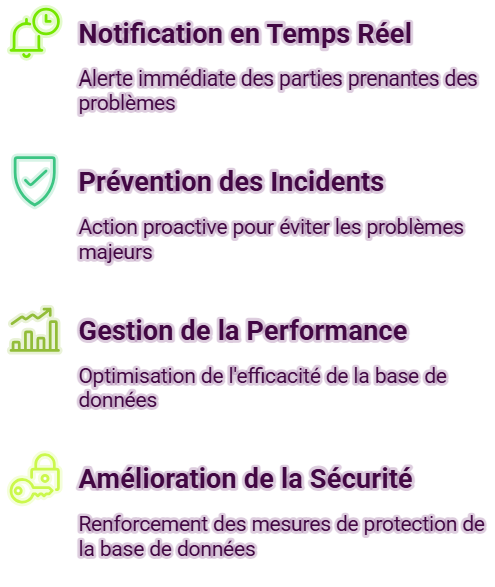 Notification en Temps Réel
Alerte immédiate des parties prenantes des
problèmes
Prévention des Incidents
Action proactive pour éviter les problèmes
majeurs
Gestion de la Performance
Optimisation de l'efficacité de la base de
données
Amélioration de la Sécurité
Renforcement des mesures de protection de
la base de données